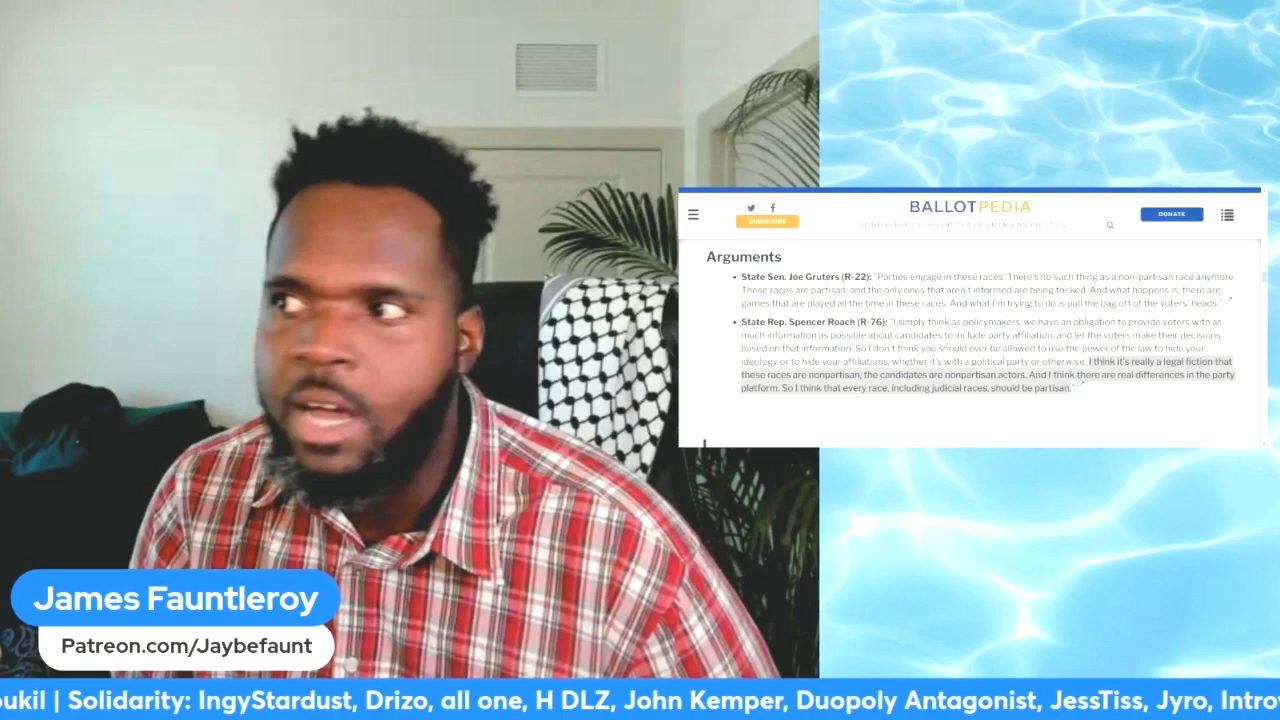 BALLOTPEDIA
SUBSCRIBE
DONATE
SEARCH THE ENCYCLOPEDIA OF AMERICAN POLITICS
Arguments
• State Sen. Joe Gruters (R-22): "Parties engage in these races. There's no such thing as a non-partisan race anymore.
These races are partisan, and the only ones that aren't informed are being tricked. And what happens is, there are
games that are played all the time in these races. And what I'm trying to do is pull the bag off of the voters' heads."
• State Rep. Spencer Roach (R-76): "I simply think as policymakers, we have an obligation to provide voters with as
much information as possible about candidates to include party affiliation, and let the voters make their decisions
based on that information. So I don't think you should ever be allowed to use the power of the law to hide your
ideology or to hide your affiliations, whether it's with a political party or otherwise. I think it's really a legal fiction that
these races are nonpartisan, the candidates are nonpartisan actors. And I think there are real differences in the party
platform. So I think that every race, including judicial races, should be partisan."
James Fauntleroy
Patreon.com/Jaybefaunt
oukil | Solidarity: IngyStardust, Drizo, all one, H DLZ, John Kemper, Duopoly Antagonist, JessTiss, Jyro, Intro